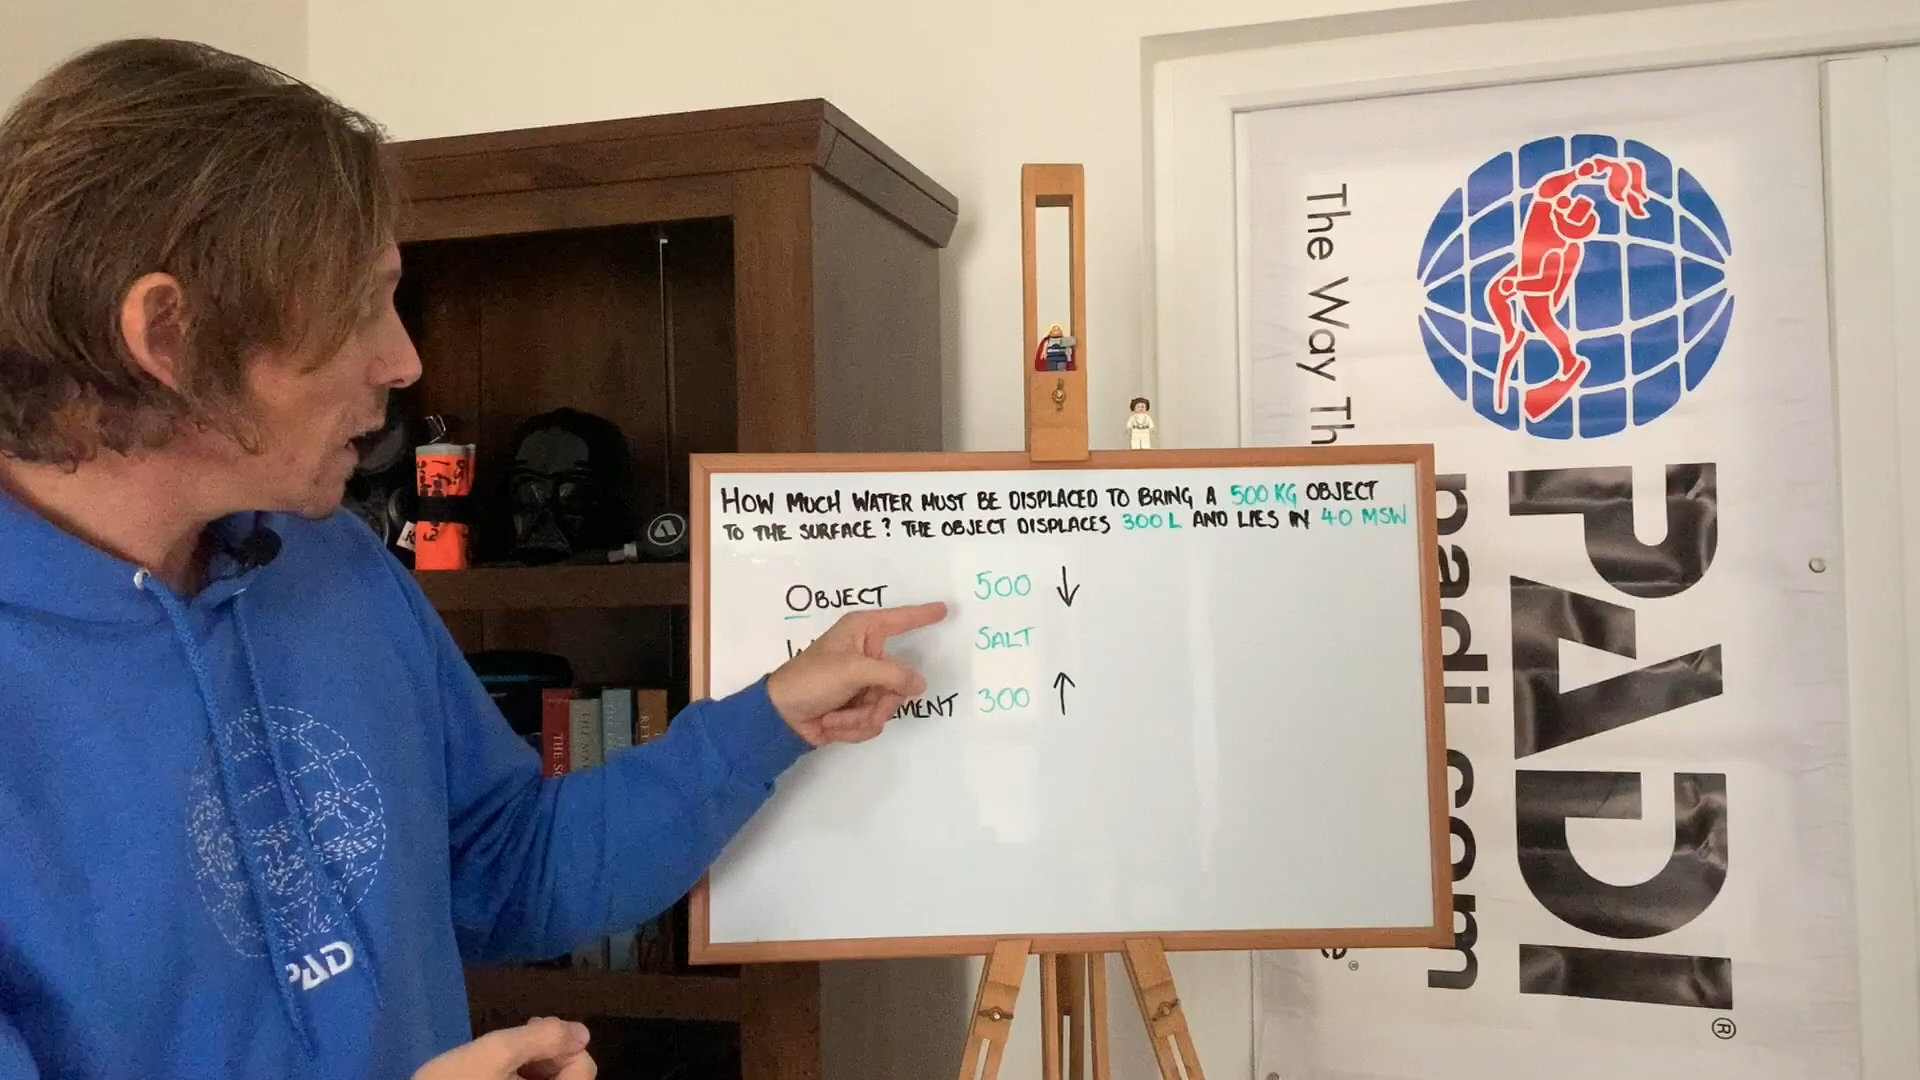 HOW MUCH WATER MUST BE DISPLACED TO BRING A 500 KG OBJECT
TO THE SURFACE? THE OBJECT DISPLACES 300 L AND LIES IN 40 MSW
OBJECT 500 ↓
SALT
300 ↑
The Way Th
PADI
®
padi.com
PAD